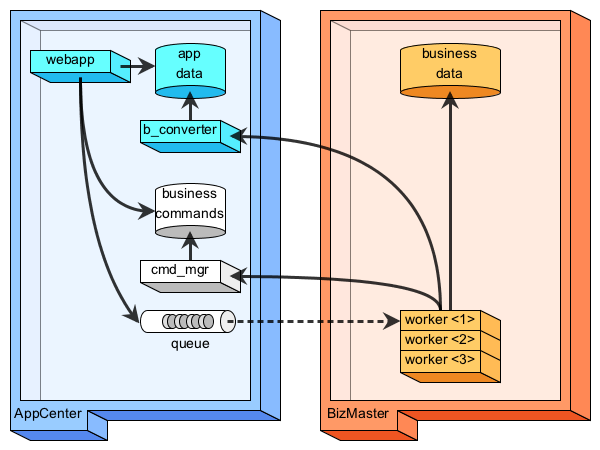 webapp
app
data
b_converter
business
commands
cmd_mgr
queue
AppCenter
business
data
worker <1>
worker <2>
worker <3>
BizMaster